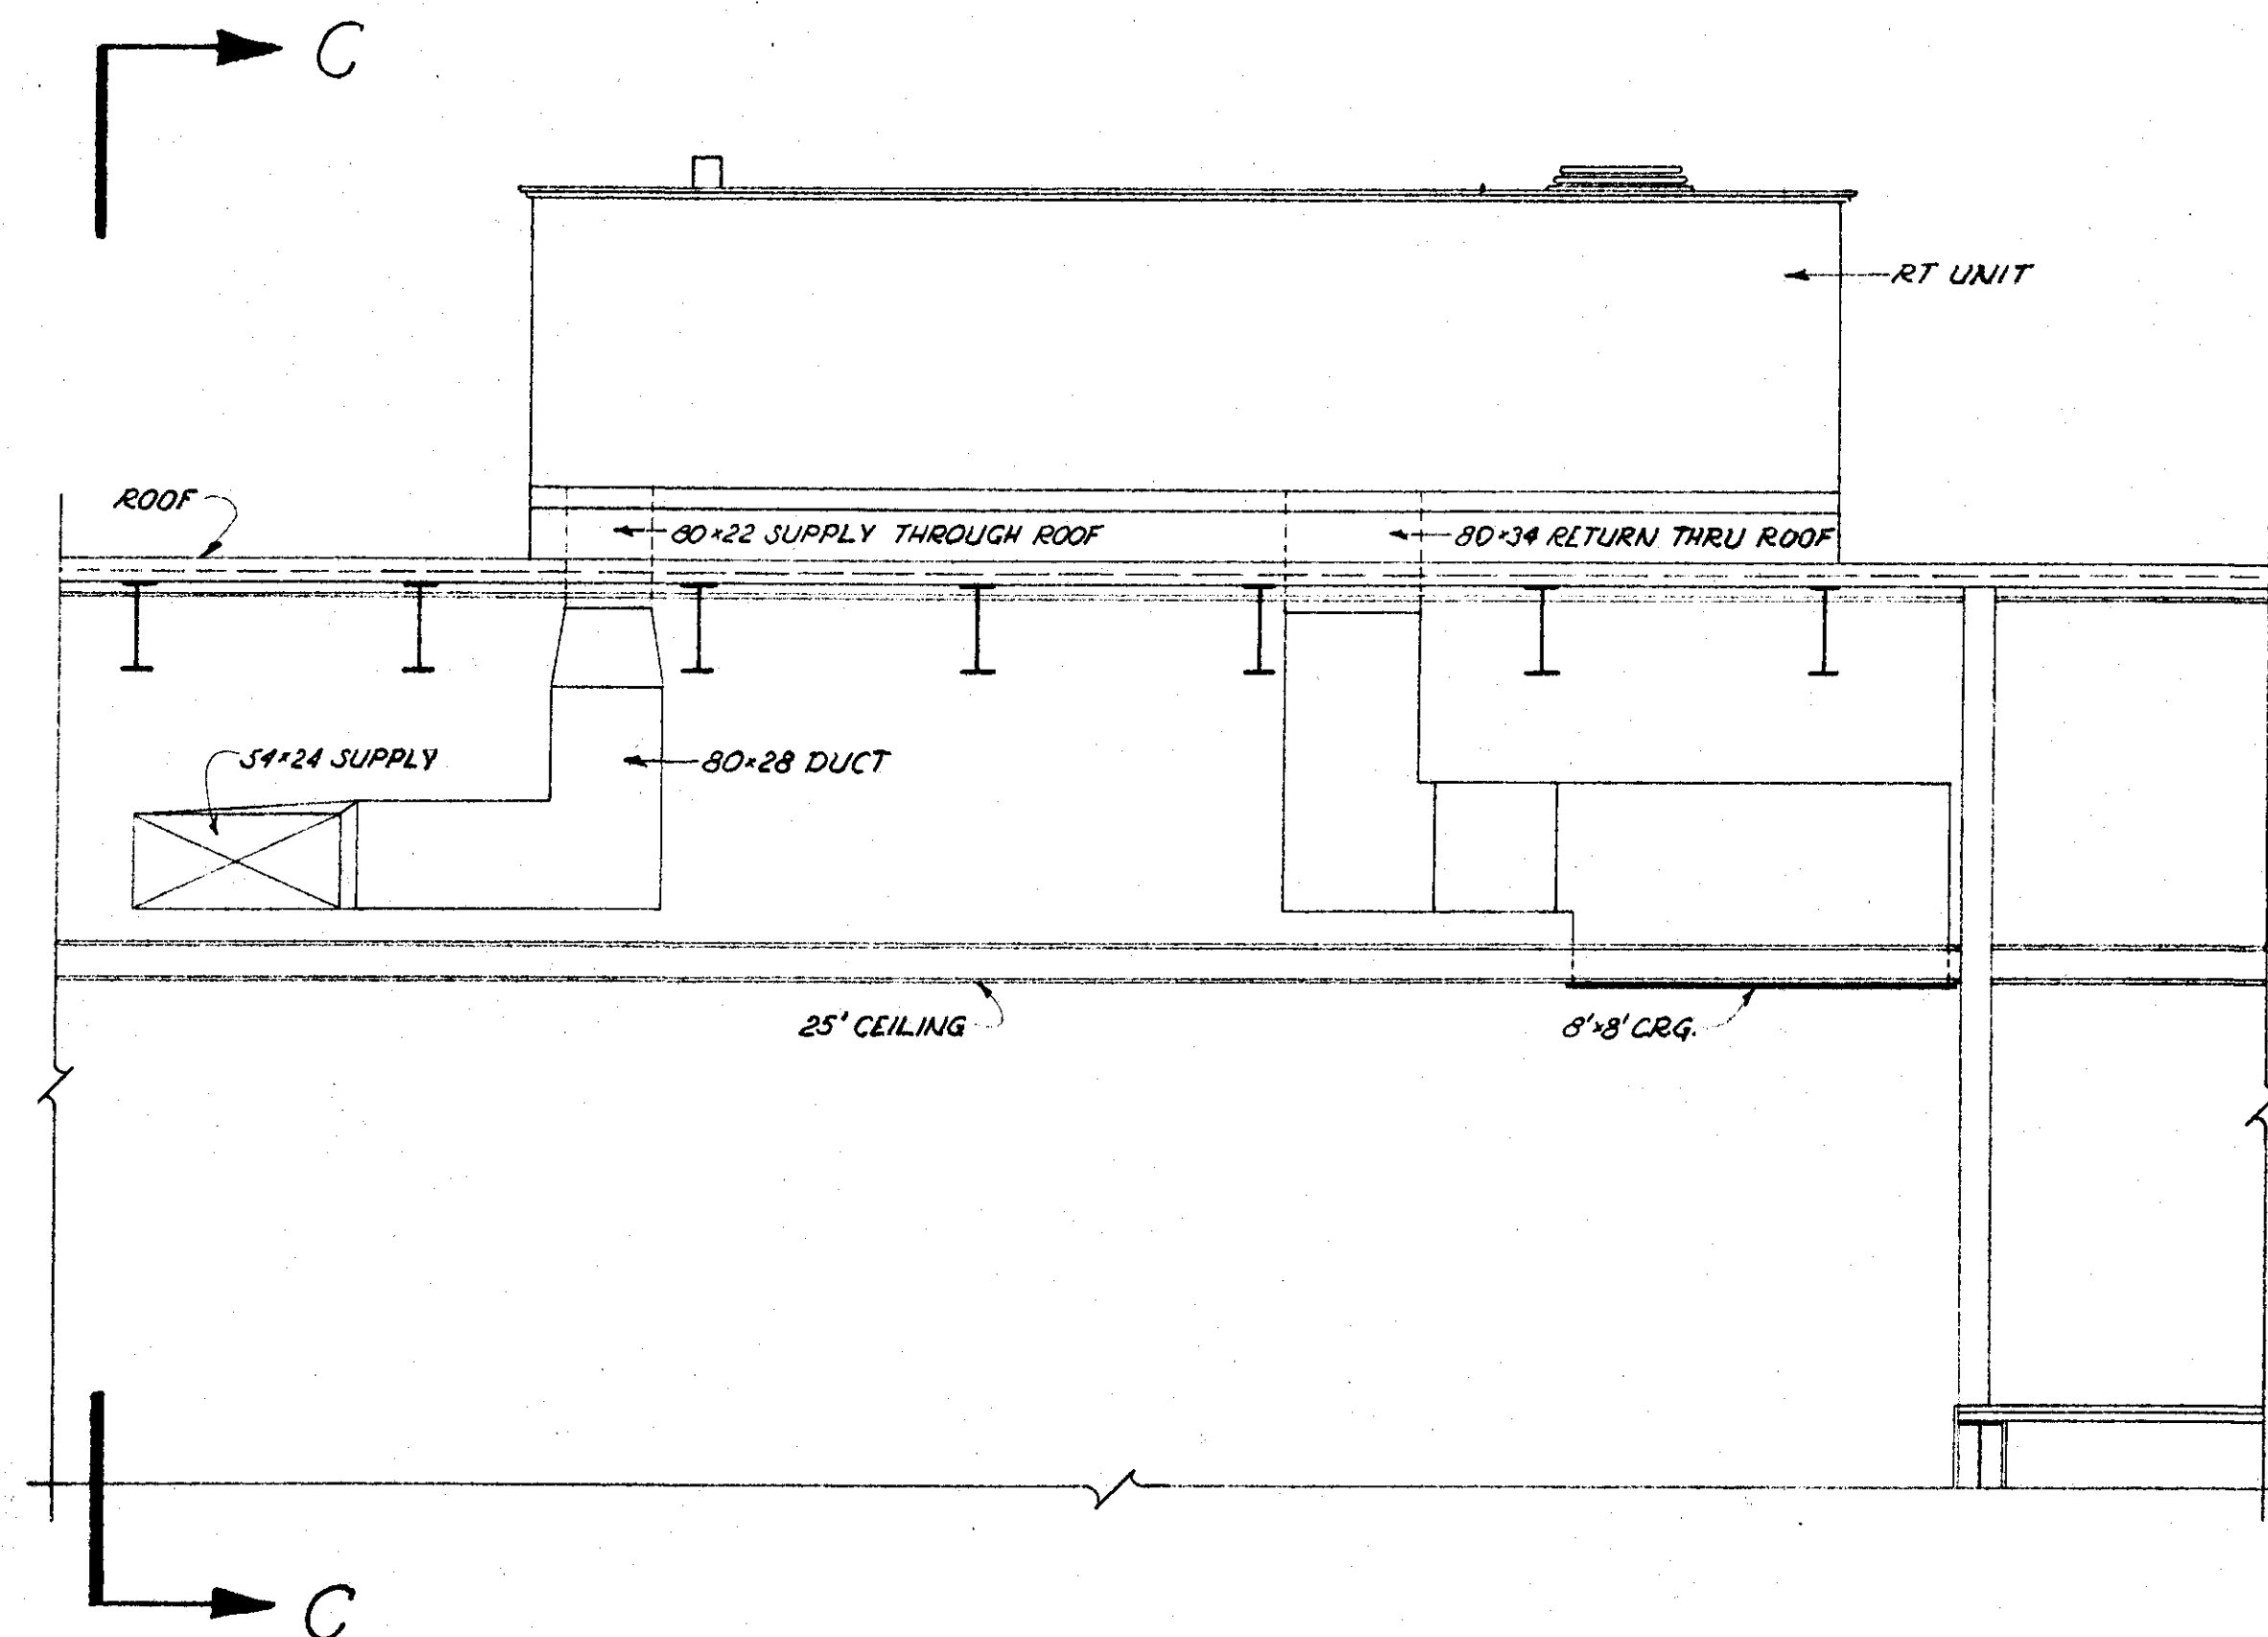 C
RT UNIT
ROOF
80×22 SUPPLY THROUGH ROOF
80×34 RETURN THRU ROOF
54×24 SUPPLY
80×28 DUCT
25' CEILING
8'×8' CRG.
C